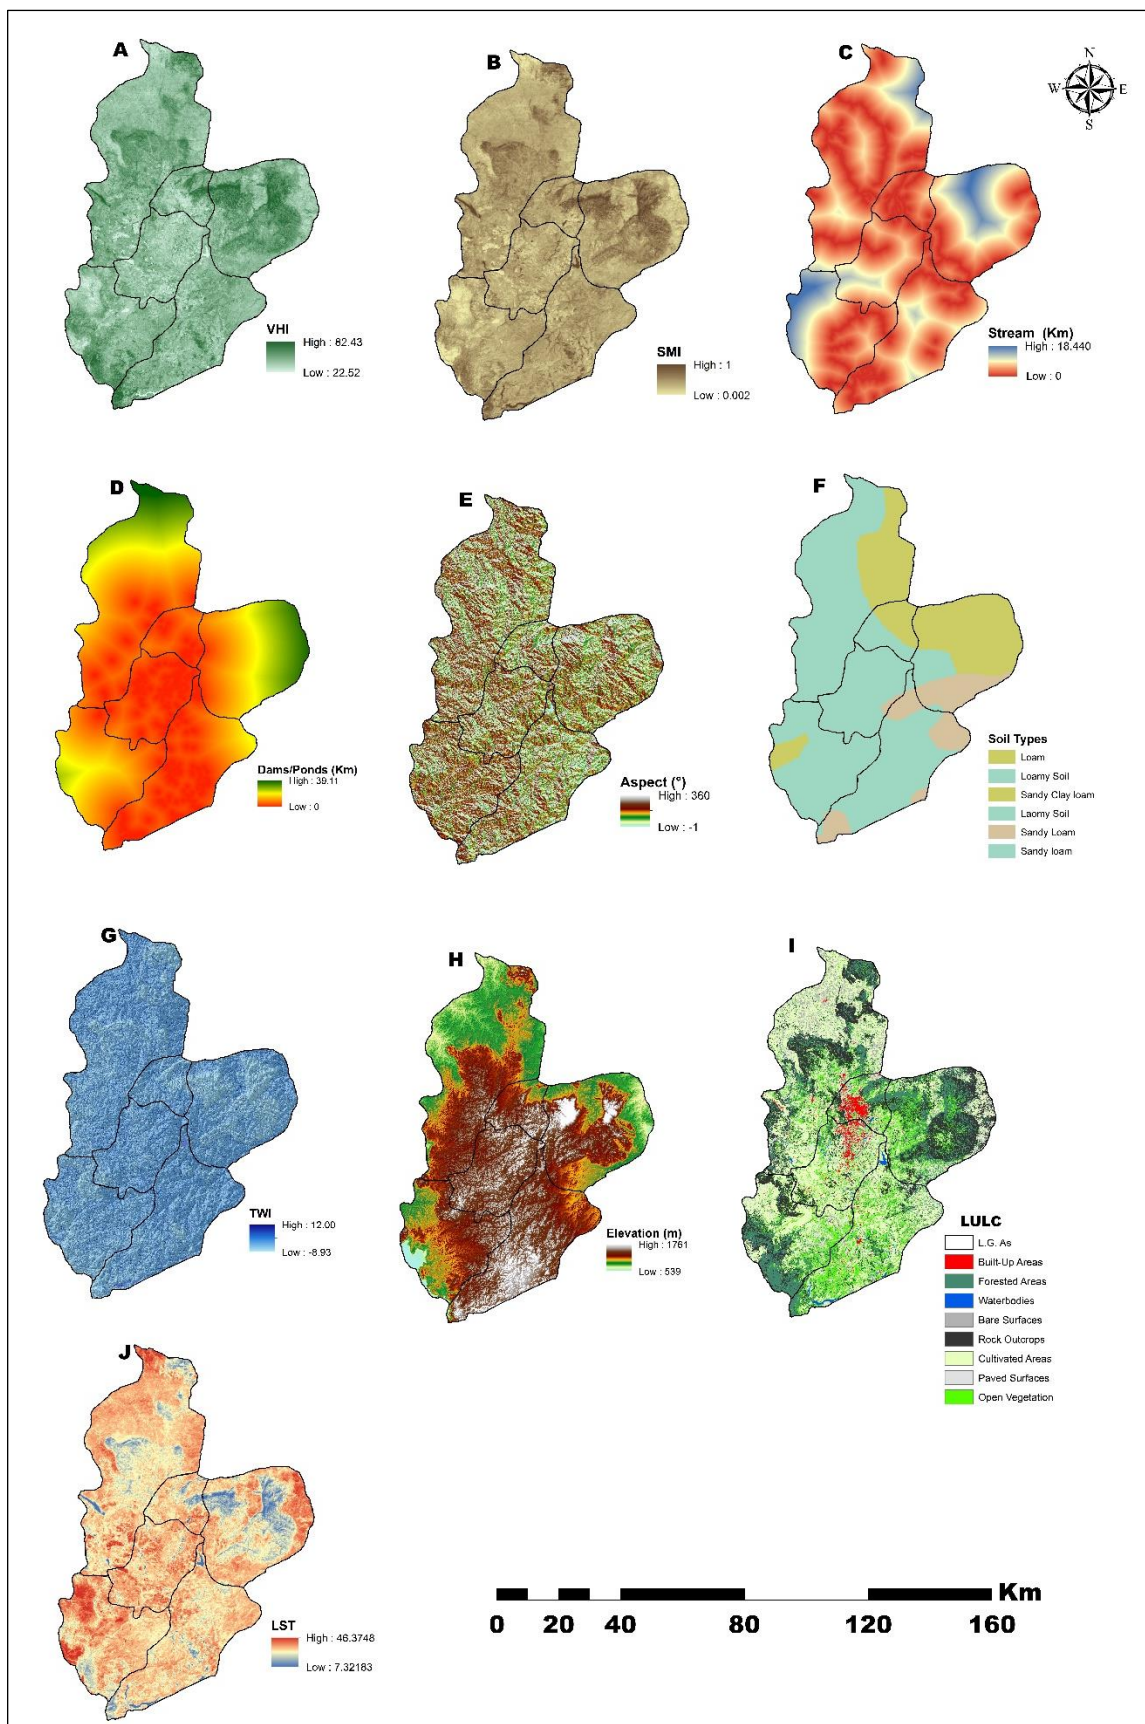 A
B
C
N
W E
S
VHI
High : 82.43
Low : 22.52
SMI
High : 1
Low : 0.002
Stream (Km)
High : 18.440
Low : 0
D
E
F
Dams/Ponds (Km)
High : 39.11
Low : 0
Aspect (°)
High : 360
Low : -1
Soil Types
Loam
Loamy Soil
Sandy Clay loam
Laomy Soil
Sandy Loam
Sandy loam
G
H
I
TWI
High : 12.00
Low : -8.93
Elevation (m)
High : 1761
Low : 539
LULC
L.G. As
Built-Up Areas
Forested Areas
Waterbodies
Bare Surfaces
Rock Outcrops
Cultivated Areas
Paved Surfaces
Open Vegetation
J
LST
High : 46.3748
Low : 7.32183
Km
0 20 40 80 120 160